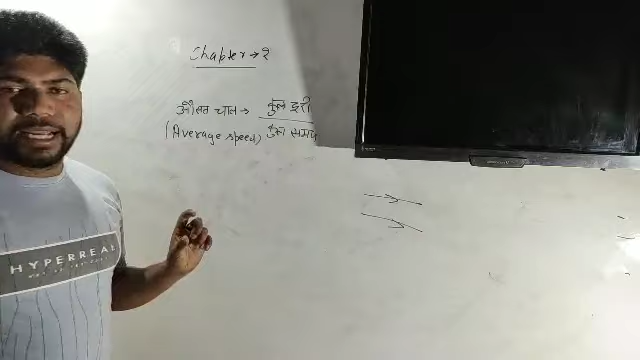 Chapter → 2
औसत चाल → कुल दूरी
(Average speed) कुल समय
HYPERREAL